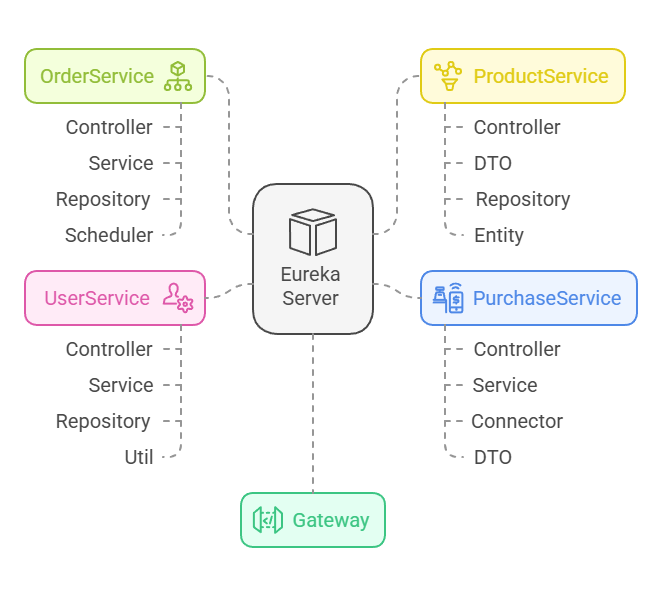 OrderService
Controller
Service
Repository
Scheduler
ProductService
Controller
DTO
Repository
Entity
Eureka
Server
UserService
Controller
Service
Repository
Util
PurchaseService
Controller
Service
Connector
DTO
Gateway